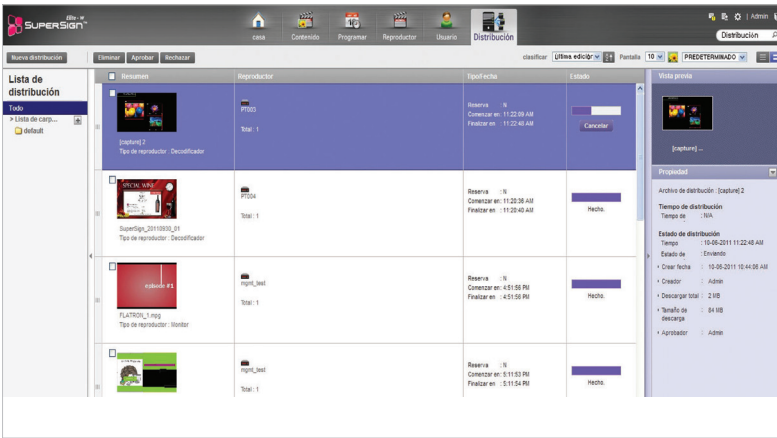 Elite - w
SUPERSIGN™
casa
Contenido
Programar
Reproductor
Usuario
Distribución
| Admin
Distribución
Nueva distribución
Eliminar
Aprobar
Rechazar
clasificar
Última edición
Pantalla
10
PREDETERMINADO
Lista de distribución
Todo
> Lista de carp...
default
Resumen
Reproductor
Tipo/Fecha
Estado
[capture] 2
Tipo de reproductor : Decodificador
PT003
Total : 1
Reserva : N
Comenzar en: 11:22:09 AM
Finalizar en : 11:22:48 AM
Cancelar
SPECIAL WINE
SuperSign_20110930_01
Tipo de reproductor : Decodificador
PT004
Total : 1
Reserva : N
Comenzar en: 11:20:36 AM
Finalizar en : 11:20:40 AM
Hecho.
episode #1
FLATRON_1.mpg
Tipo de reproductor : Monitor
mgmt_test
Total : 1
Reserva : N
Comenzar en: 4:51:56 PM
Finalizar en : 4:51:56 PM
Hecho.
mgmt_test
Total : 1
Reserva : N
Comenzar en: 5:11:53 PM
Finalizar en : 5:11:54 PM
Hecho.
Vista previa
[capture] ...
Propiedad
Archivo de distribución : [capture] 2
Tiempo de distribución
Tiempo de : N/A
Estado de distribución
Tiempo : 10-06-2011 11:22:48 AM
Estado de : Enviando
Crear fecha : 10-06-2011 10:44:06 AM
Creador : Admin
Descargar total : 2 MB
Tamaño de descarga : 84 MB
Aprobador : Admin